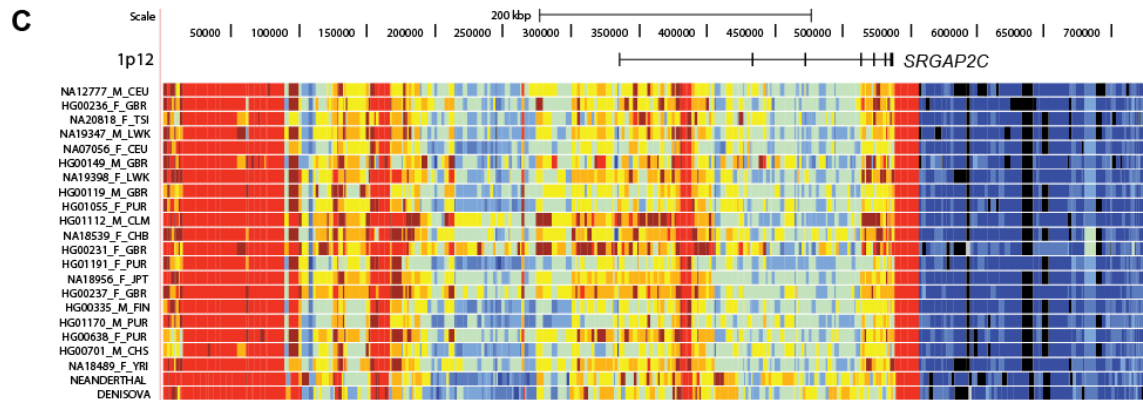 C
Scale
200 kbp
50000 100000 150000 200000 250000 300000 350000 400000 450000 500000 550000 600000 650000 700000
1p12
SRGAP2C
NA12777_M_CEU
HG00236_F_GBR
NA20818_F_TSI
NA19347_M_LWK
NA07056_F_CEU
HG00149_M_GBR
NA19398_F_LWK
HG00119_M_GBR
HG01055_F_PUR
HG01112_M_CLM
NA18539_F_CHB
HG00231_F_GBR
HG01191_F_PUR
NA18956_F_JPT
HG00237_F_GBR
HG00335_M_FIN
HG01170_M_PUR
HG00638_F_PUR
HG00701_M_CHS
NA18489_F_YRI
NEANDERTHAL
DENISOVA